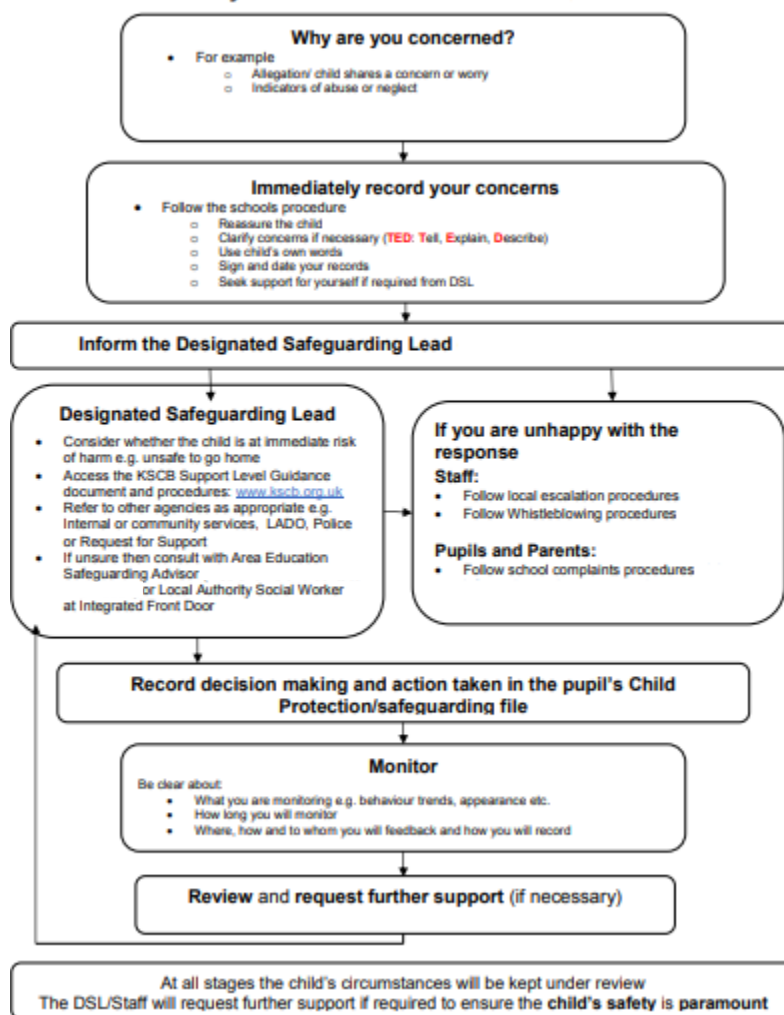 Why are you concerned?
• For example
o Allegation/ child shares a concern or worry
o Indicators of abuse or neglect
Immediately record your concerns
• Follow the schools procedure
o Reassure the child
o Clarify concerns if necessary (TED: Tell, Explain, Describe)
o Use child's own words
o Sign and date your records
o Seek support for yourself if required from DSL
Inform the Designated Safeguarding Lead
Designated Safeguarding Lead
• Consider whether the child is at immediate risk
of harm e.g. unsafe to go home
• Access the KSCB Support Level Guidance
document and procedures: www.kscb.org.uk
• Refer to other agencies as appropriate e.g.
Internal or community services, LADO, Police
or Request for Support
• If unsure then consult with Area Education
Safeguarding Advisor
or Local Authority Social Worker
at Integrated Front Door
If you are unhappy with the
response
Staff:
• Follow local escalation procedures
• Follow Whistleblowing procedures
Pupils and Parents:
• Follow school complaints procedures
Record decision making and action taken in the pupil's Child
Protection/safeguarding file
Monitor
Be clear about:
• What you are monitoring e.g. behaviour trends, appearance etc.
• How long you will monitor
• Where, how and to whom you will feedback and how you will record
Review and request further support (if necessary)
At all stages the child's circumstances will be kept under review
The DSL/Staff will request further support if required to ensure the child's safety is paramount